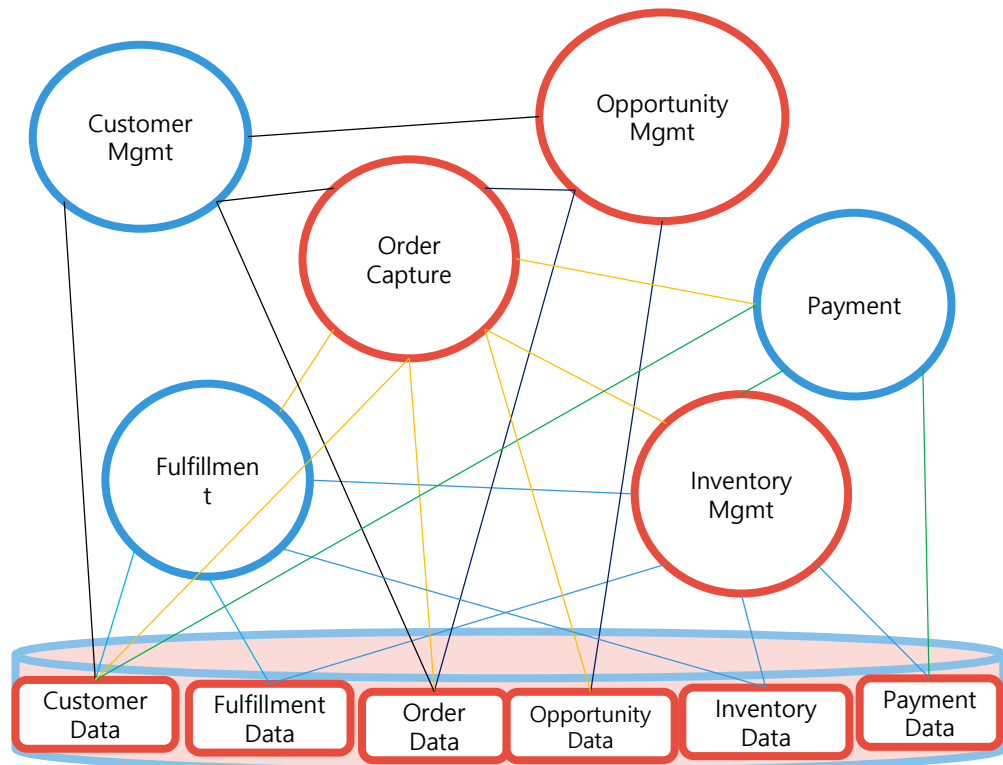 Customer
Mgmt
Opportunity
Mgmt
Order
Capture
Payment
Fulfillmen
t
Inventory
Mgmt
Customer
Data
Fulfillment
Data
Order
Data
Opportunity
Data
Inventory
Data
Payment
Data